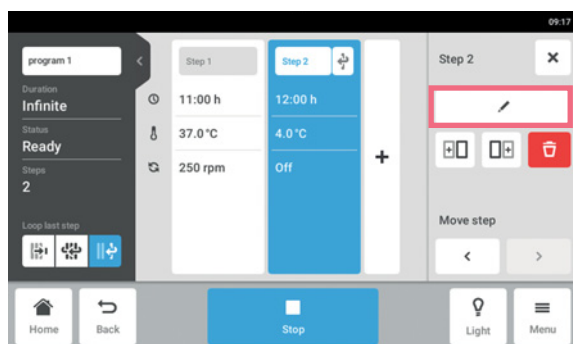 09:17
program 1
Duration
Infinite
Status
Ready
Steps
2
Loop last step
Step 1
11:00 h
37.0 °C
250 rpm
Step 2
12:00 h
4.0 °C
Off
+
Step 2
Move step
Home
Back
Stop
Light
Menu